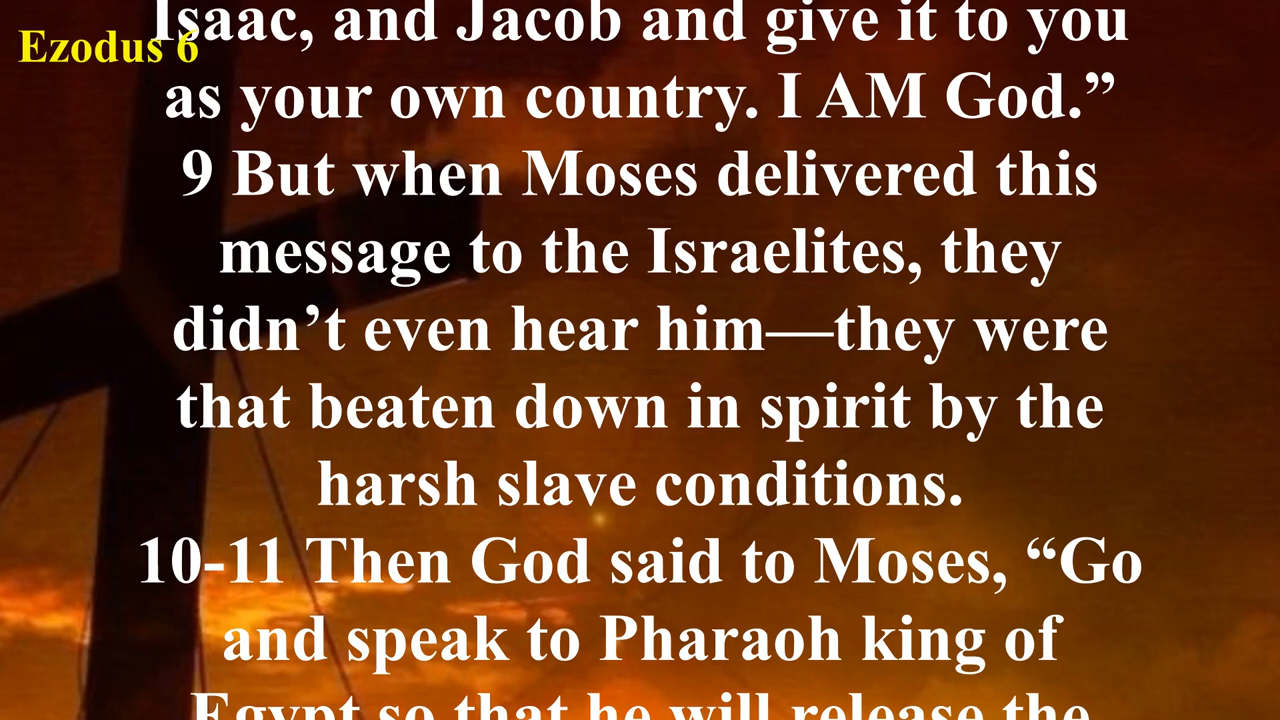 Ezodus 6
Isaac, and Jacob and give it to you
as your own country. I AM God.”
9 But when Moses delivered this
message to the Israelites, they
didn’t even hear him—they were
that beaten down in spirit by the
harsh slave conditions.
10-11 Then God said to Moses, “Go
and speak to Pharaoh king of
Egypt so that he will release the